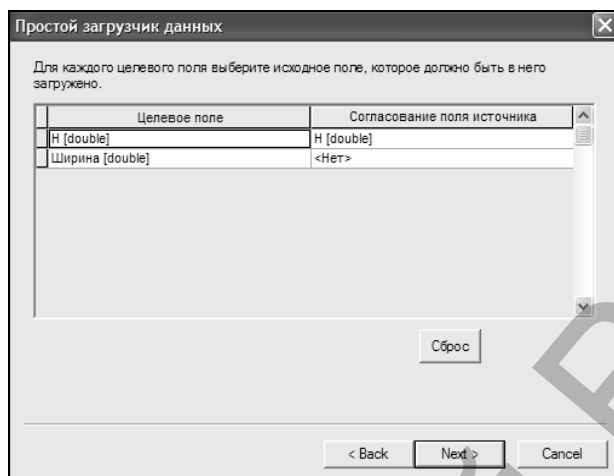 Простой загрузчик данных
Для каждого целевого поля выберите исходное поле, которое должно быть в него
загружено.
Целевое поле Согласование поля источника
H [double] H [double]
Ширина [double] <Нет>
Сброс
< Back Next > Cancel